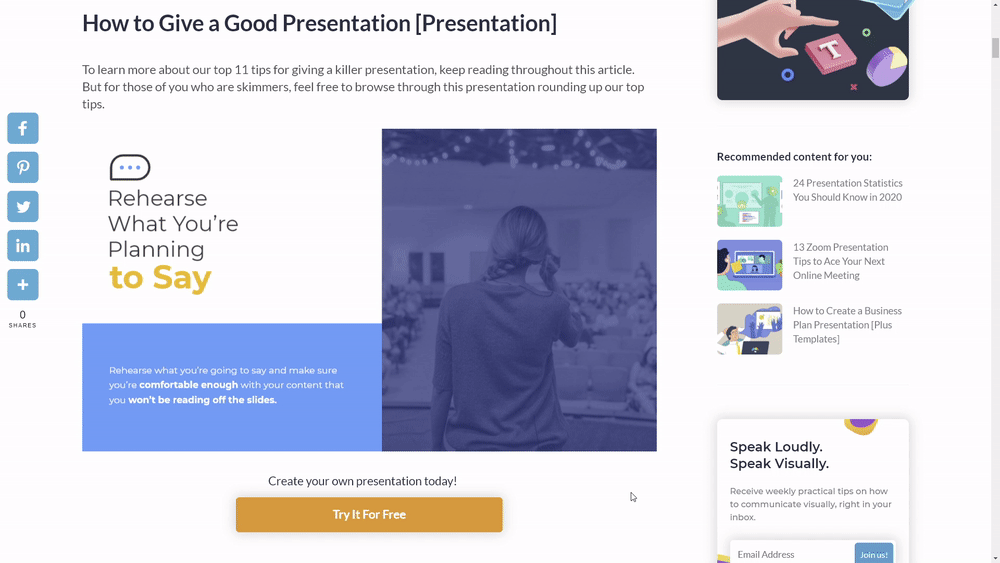 How to Give a Good Presentation [Presentation]
To learn more about our top 11 tips for giving a killer presentation, keep reading throughout this article.
But for those of you who are skimmers, feel free to browse through this presentation rounding up our top
tips.
0
SHARES
Rehearse
What You're
Planning
to Say
Rehearse what you're going to say and make sure
you're comfortable enough with your content that
you won't be reading off the slides.
Create your own presentation today!
Try It For Free
T
Recommended content for you:
24 Presentation Statistics
You Should Know in 2020
13 Zoom Presentation
Tips to Ace Your Next
Online Meeting
How to Create a Business
Plan Presentation [Plus
Templates]
Speak Loudly.
Speak Visually.
Receive weekly practical tips on how
to communicate visually, right in your
inbox.
Email Address
Join us!